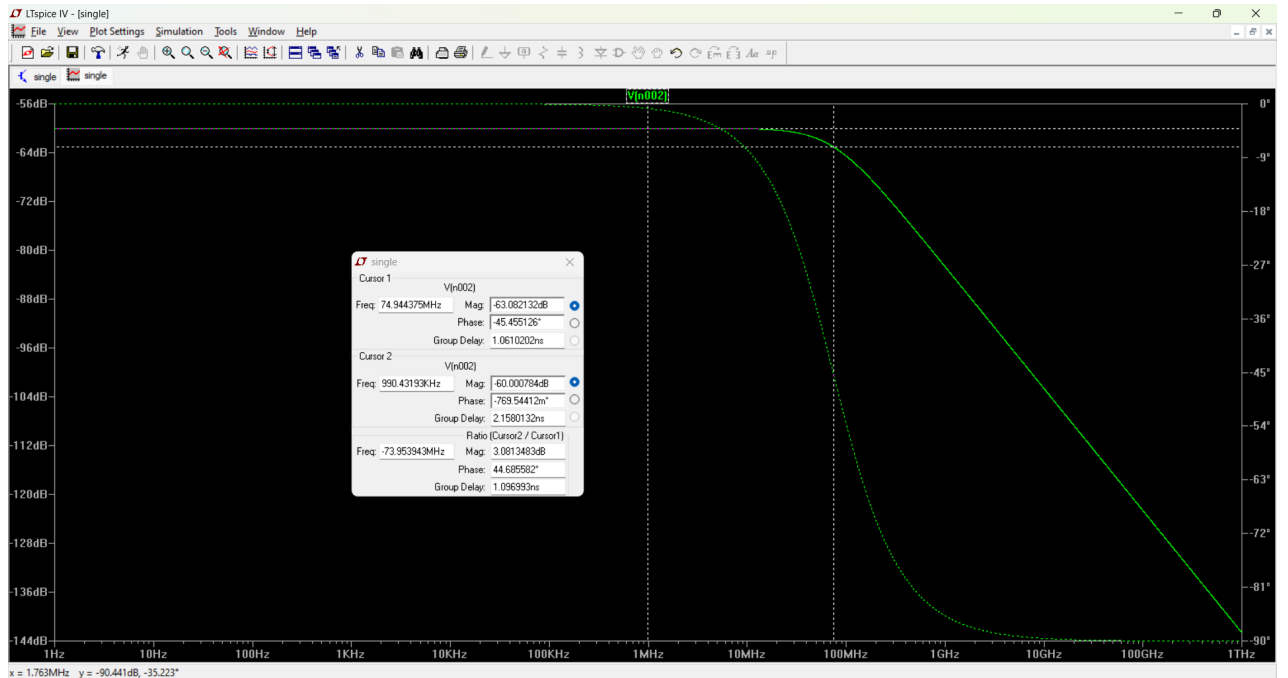 LTspice IV - [single]
File View Plot Settings Simulation Tools Window Help
single single
V(n002)
-56dB
-64dB
-72dB
-80dB
-88dB
-96dB
-104dB
-112dB
-120dB
-128dB
-136dB
-144dB
0°
-9°
-18°
-27°
-36°
-45°
-54°
-63°
-72°
-81°
-90°
single
Cursor 1
V(n002)
Freq: 74.944375MHz Mag: -63.082132dB
Phase: -45.455126°
Group Delay: 1.0610202ns
Cursor 2
V(n002)
Freq: 990.43193KHz Mag: -60.000784dB
Phase: -769.54412m°
Group Delay: 2.1580132ns
Ratio (Cursor2 / Cursor1)
Freq: -73.953943MHz Mag: 3.0813483dB
Phase: 44.685582°
Group Delay: 1.096993ns
1Hz 10Hz 100Hz 1KHz 10KHz 100KHz 1MHz 10MHz 100MHz 1GHz 10GHz 100GHz 1THz
x = 1.763MHz y = -90.441dB, -35.223°